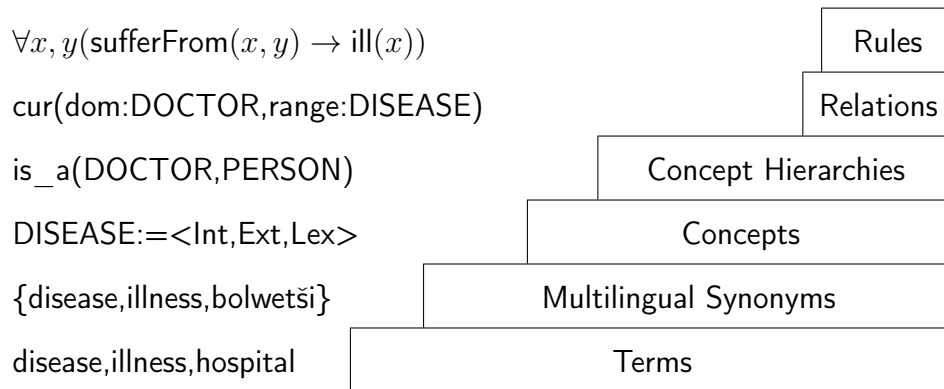 ∀x, y(sufferFrom(x, y) → ill(x)) Rules
cur(dom:DOCTOR,range:DISEASE) Relations
is_a(DOCTOR,PERSON) Concept Hierarchies
DISEASE:=<Int,Ext,Lex> Concepts
{disease,illness,bolwetši} Multilingual Synonyms
disease,illness,hospital Terms